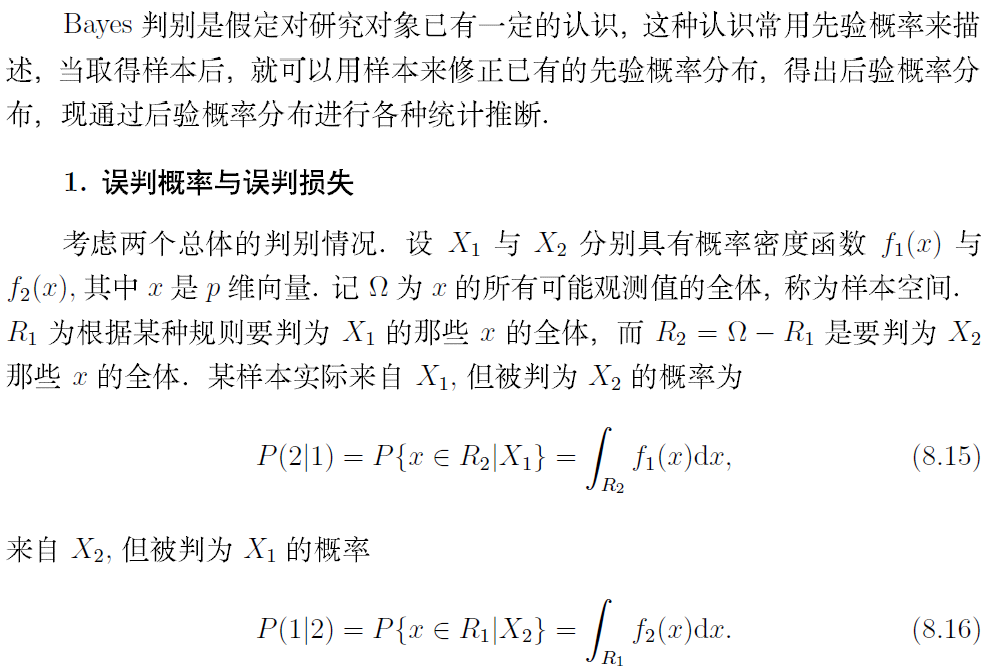 Bayes 判别是假定对研究对象已有一定的认识, 这种认识常用先验概率来描
述, 当取得样本后, 就可以用样本来修正已有的先验概率分布, 得出后验概率分
布, 现通过后验概率分布进行各种统计推断.
1. 误判概率与误判损失
考虑两个总体的判别情况. 设 X₁ 与 X₂ 分别具有概率密度函数 f₁(x) 与
f₂(x), 其中 x 是 p 维向量. 记 Ω 为 x 的所有可能观测值的全体, 称为样本空间.
R₁ 为根据某种规则要判为 X₁ 的那些 x 的全体, 而 R₂ = Ω − R₁ 是要判为 X₂
那些 x 的全体. 某样本实际来自 X₁, 但被判为 X₂ 的概率为
P(2|1) = P{x ∈ R₂|X₁} = ∫_{R₂} f₁(x)dx, (8.15)
来自 X₂, 但被判为 X₁ 的概率
P(1|2) = P{x ∈ R₁|X₂} = ∫_{R₁} f₂(x)dx. (8.16)